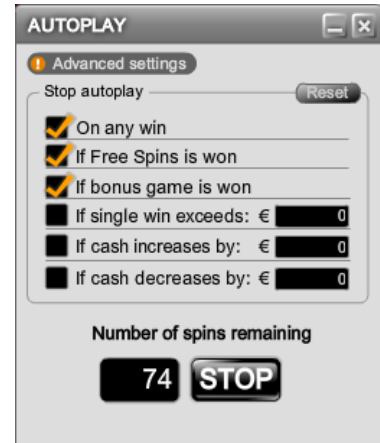 AUTOPLAY
Advanced settings
Stop autoplay Reset
On any win
If Free Spins is won
If bonus game is won
If single win exceeds: € 0
If cash increases by: € 0
If cash decreases by: € 0
Number of spins remaining
74 STOP